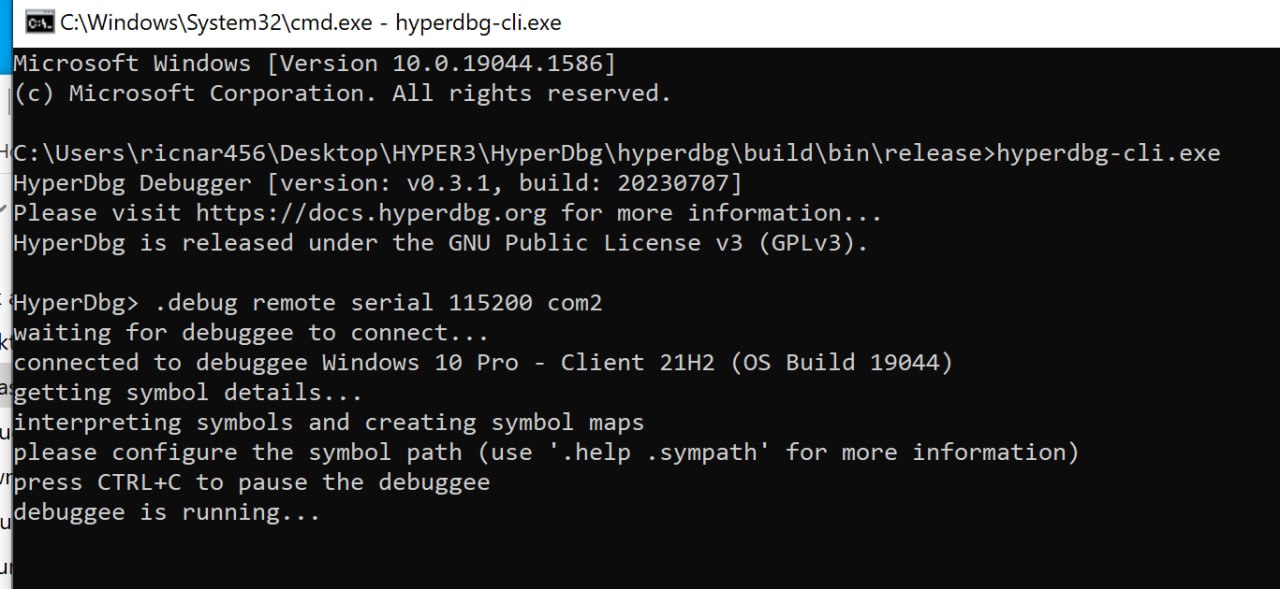 C:\Windows\System32\cmd.exe - hyperdbg-cli.exe
Microsoft Windows [Version 10.0.19044.1586]
(c) Microsoft Corporation. All rights reserved.
C:\Users\ricnar456\Desktop\HYPER3\HyperDbg\hyperdbg\build\bin\release>hyperdbg-cli.exe
HyperDbg Debugger [version: v0.3.1, build: 20230707]
Please visit https://docs.hyperdbg.org for more information...
HyperDbg is released under the GNU Public License v3 (GPLv3).
HyperDbg> .debug remote serial 115200 com2
waiting for debuggee to connect...
connected to debuggee Windows 10 Pro - Client 21H2 (OS Build 19044)
getting symbol details...
interpreting symbols and creating symbol maps
please configure the symbol path (use '.help .sympath' for more information)
press CTRL+C to pause the debuggee
debuggee is running...